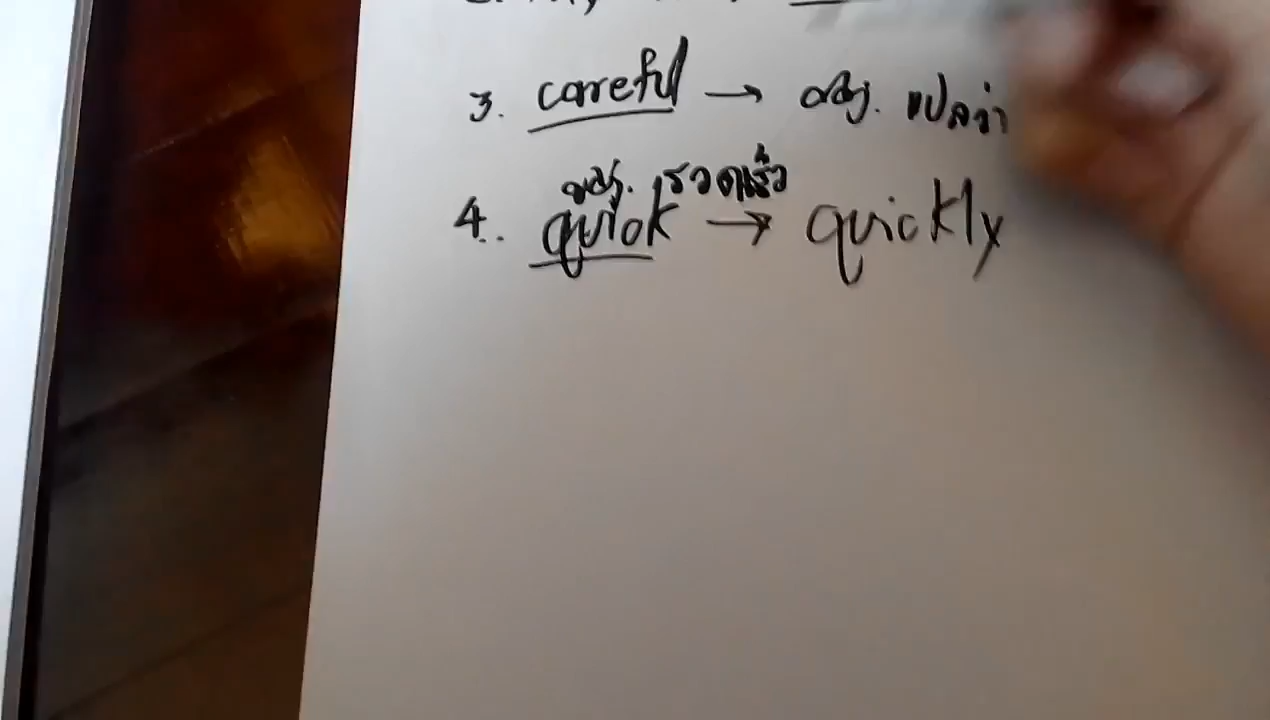 3. careful → adj. แปลว่า
adj. รวดเร็ว
4. quick → quickly